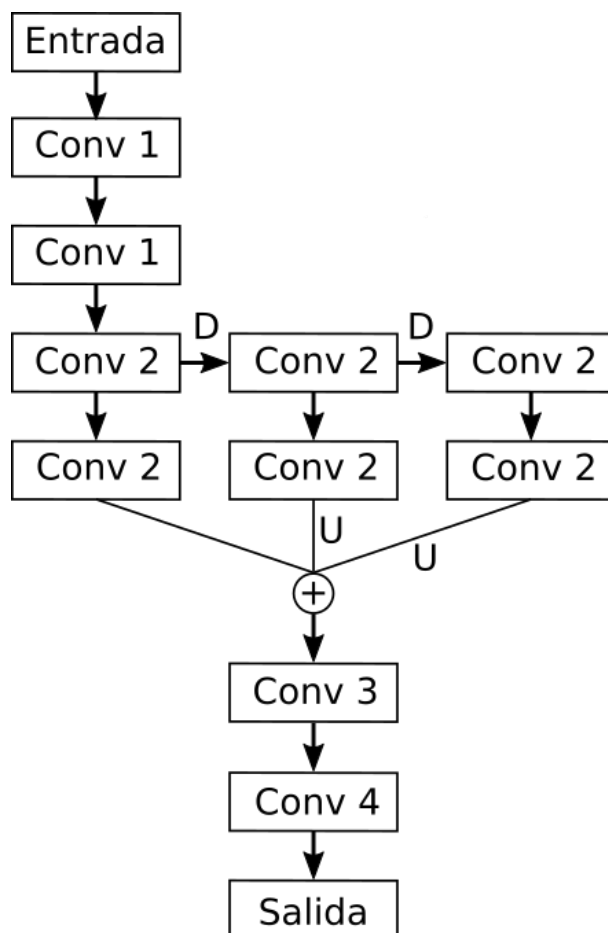 Entrada
Conv 1
Conv 1
D
D
Conv 2
Conv 2
Conv 2
Conv 2
Conv 2
Conv 2
U
U
+
Conv 3
Conv 4
Salida